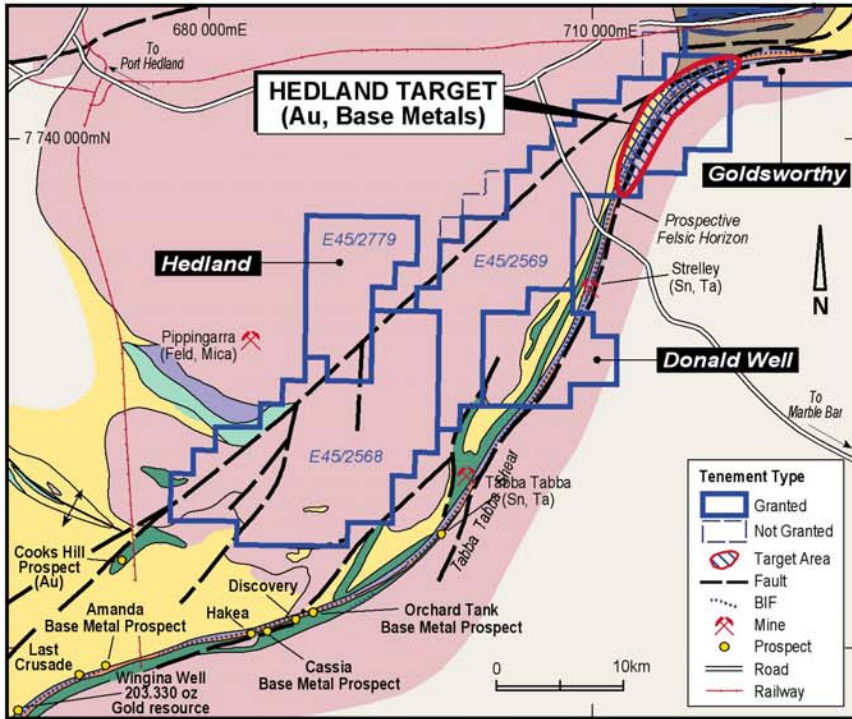 680 000mE
710 000mE
To
Port Hedland
HEDLAND TARGET
(Au, Base Metals)
7 740 000mN
Goldsworthy
Prospective
Felsic Horizon
E45/2779
Hedland
E45/2569
Strelley
(Sn, Ta)
N
Pippingarra
(Feld, Mica)
Donald Well
To
Marble Bar
E45/2568
Tabba Tabba
(Sn, Ta)
Tabba Tabba Shear
Cooks Hill
Prospect
(Au)
Discovery
Amanda
Base Metal Prospect
Hakea
Orchard Tank
Base Metal Prospect
Last
Crusade
Cassia
Base Metal Prospect
Wingina Well
203.330 oz
Gold resource
0
10km
Tenement Type
Granted
Not Granted
Target Area
Fault
BIF
Mine
Prospect
Road
Railway